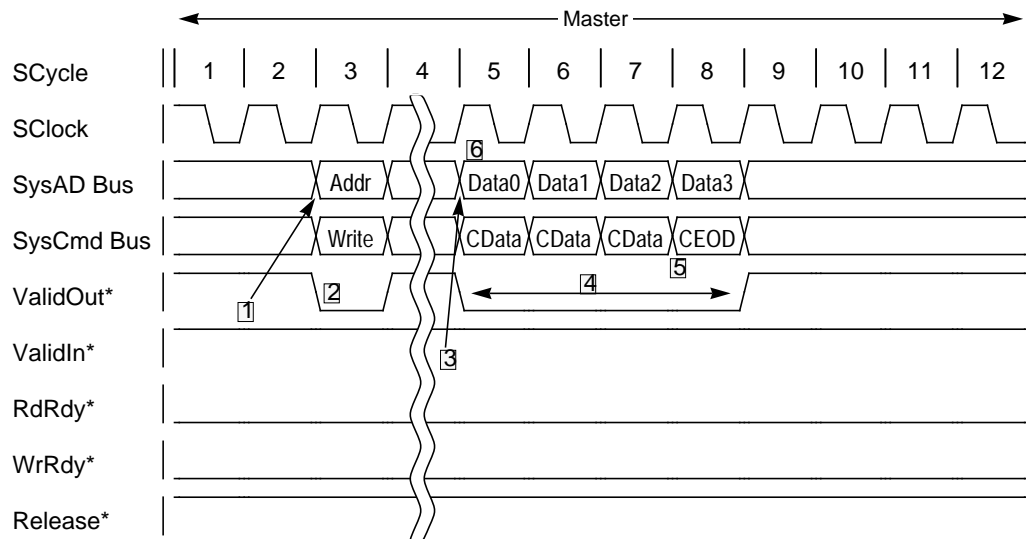 Master
SCycle 1 2 3 4 5 6 7 8 9 10 11 12
SClock
6
SysAD Bus Addr Data0 Data1 Data2 Data3
SysCmd Bus Write CData CData CData CEOD
5
ValidOut* 2 4
1
ValidIn*
3
RdRdy*
WrRdy*
Release*